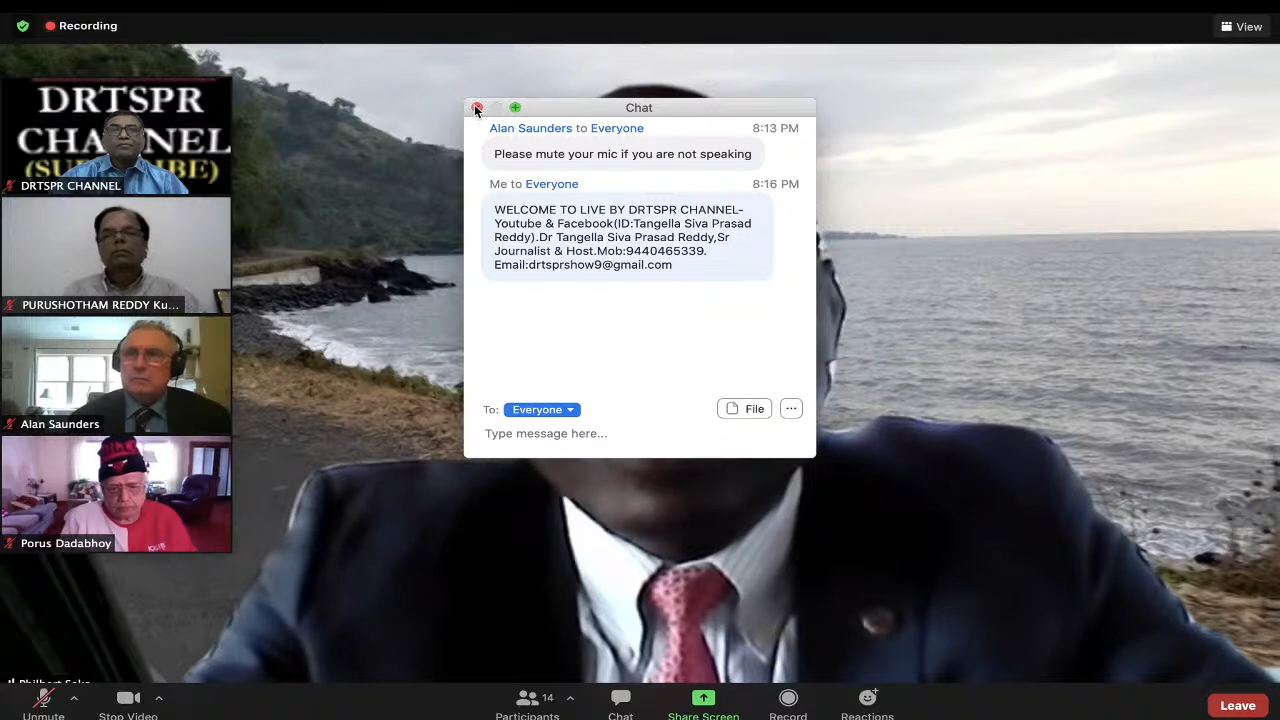 Recording
View
DRTSPR
CHANNEL
DRTSPR CHANNEL
PURUSHOTHAM REDDY Ku...
Alan Saunders
Porus Dadabhoy
Chat
Alan Saunders to Everyone 8:13 PM
Please mute your mic if you are not speaking
Me to Everyone 8:16 PM
WELCOME TO LIVE BY DRTSPR CHANNEL-
Youtube & Facebook(ID:Tangella Siva Prasad
Reddy).Dr Tangella Siva Prasad Reddy,Sr
Journalist & Host.Mob:9440465339.
Email:drtsprshow9@gmail.com
To: Everyone File
Type message here...
Unmute
Stop Video
Participants 14
Chat
Share Screen
Record
Reactions
Leave